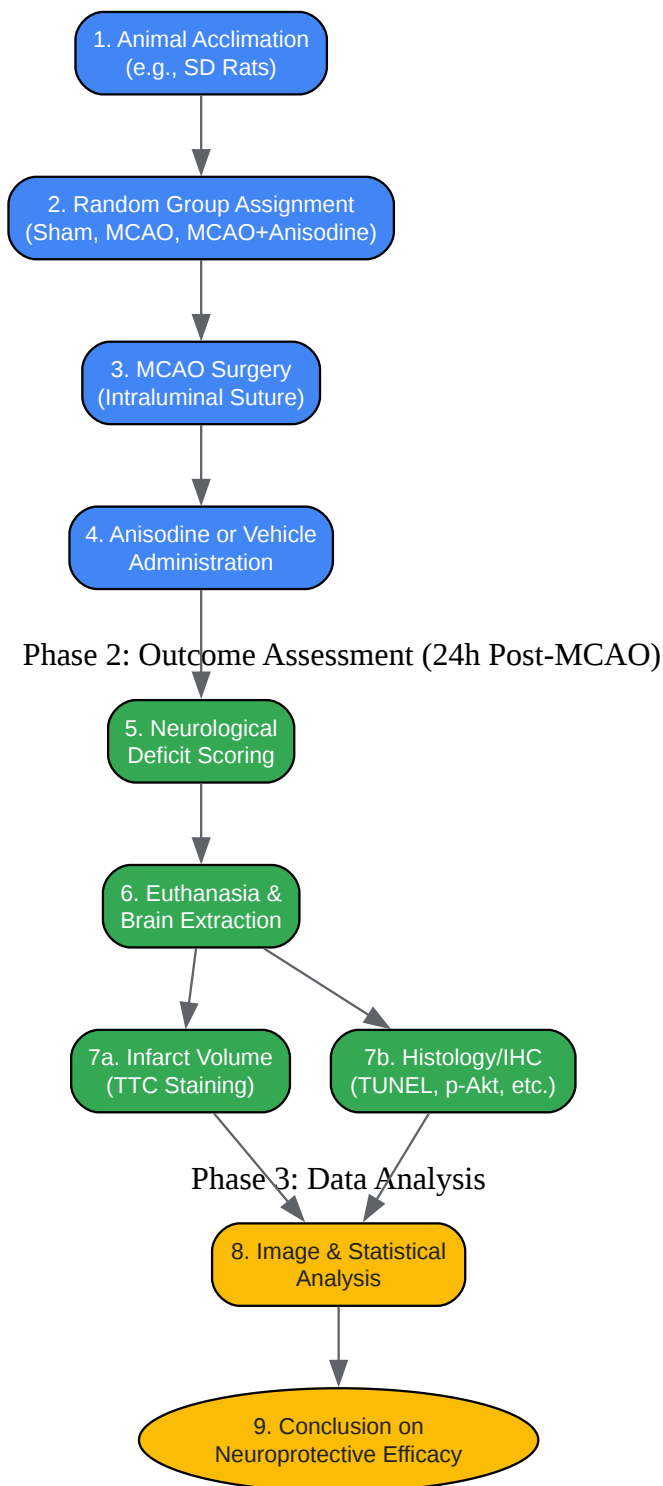 1. Animal Acclimation
(e.g., SD Rats)
2. Random Group Assignment
(Sham, MCAO, MCAO+Anisodine)
3. MCAO Surgery
(Intraluminal Suture)
4. Anisodine or Vehicle
Administration
Phase 2: Outcome Assessment (24h Post-MCAO)
5. Neurological
Deficit Scoring
6. Euthanasia &
Brain Extraction
7a. Infarct Volume
(TTC Staining)
7b. Histology/IHC
(TUNEL, p-Akt, etc.)
Phase 3: Data Analysis
8. Image & Statistical
Analysis
9. Conclusion on
Neuroprotective Efficacy